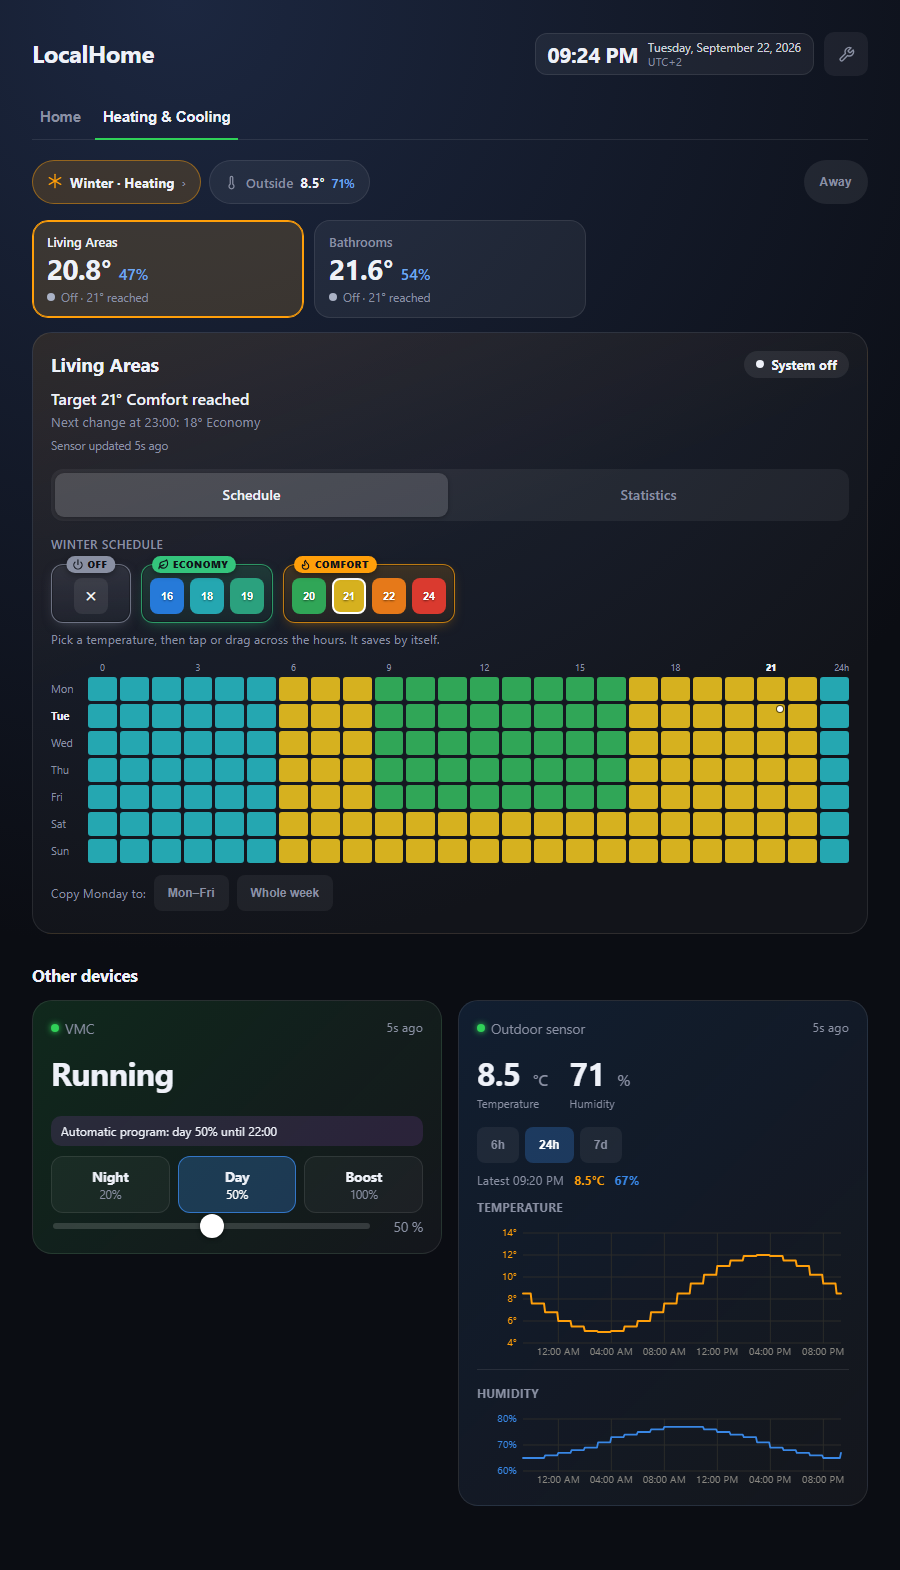 LocalHome
09:24 PM
Tuesday, September 22, 2026
UTC+2
Home
Heating & Cooling
Winter · Heating ›
Outside 8.5° 71%
Away
Living Areas
20.8° 47%
Off · 21° reached
Bathrooms
21.6° 54%
Off · 21° reached
Living Areas
System off
Target 21° Comfort reached
Next change at 23:00: 18° Economy
Sensor updated 5s ago
Schedule
Statistics
WINTER SCHEDULE
OFF
ECONOMY
COMFORT
✕
16 18 19
20 21 22 24
Pick a temperature, then tap or drag across the hours. It saves by itself.
0 3 6 9 12 15 18 21 24h
Mon
Tue
Wed
Thu
Fri
Sat
Sun
Copy Monday to: Mon–Fri Whole week
Other devices
VMC
5s ago
Running
Automatic program: day 50% until 22:00
Night
20%
Day
50%
Boost
100%
50 %
Outdoor sensor
5s ago
8.5 °C
Temperature
71 %
Humidity
6h 24h 7d
Latest 09:20 PM 8.5°C 67%
TEMPERATURE
14°
12°
10°
8°
6°
4°
12:00 AM 04:00 AM 08:00 AM 12:00 PM 04:00 PM 08:00 PM
HUMIDITY
80%
70%
60%
12:00 AM 04:00 AM 08:00 AM 12:00 PM 04:00 PM 08:00 PM